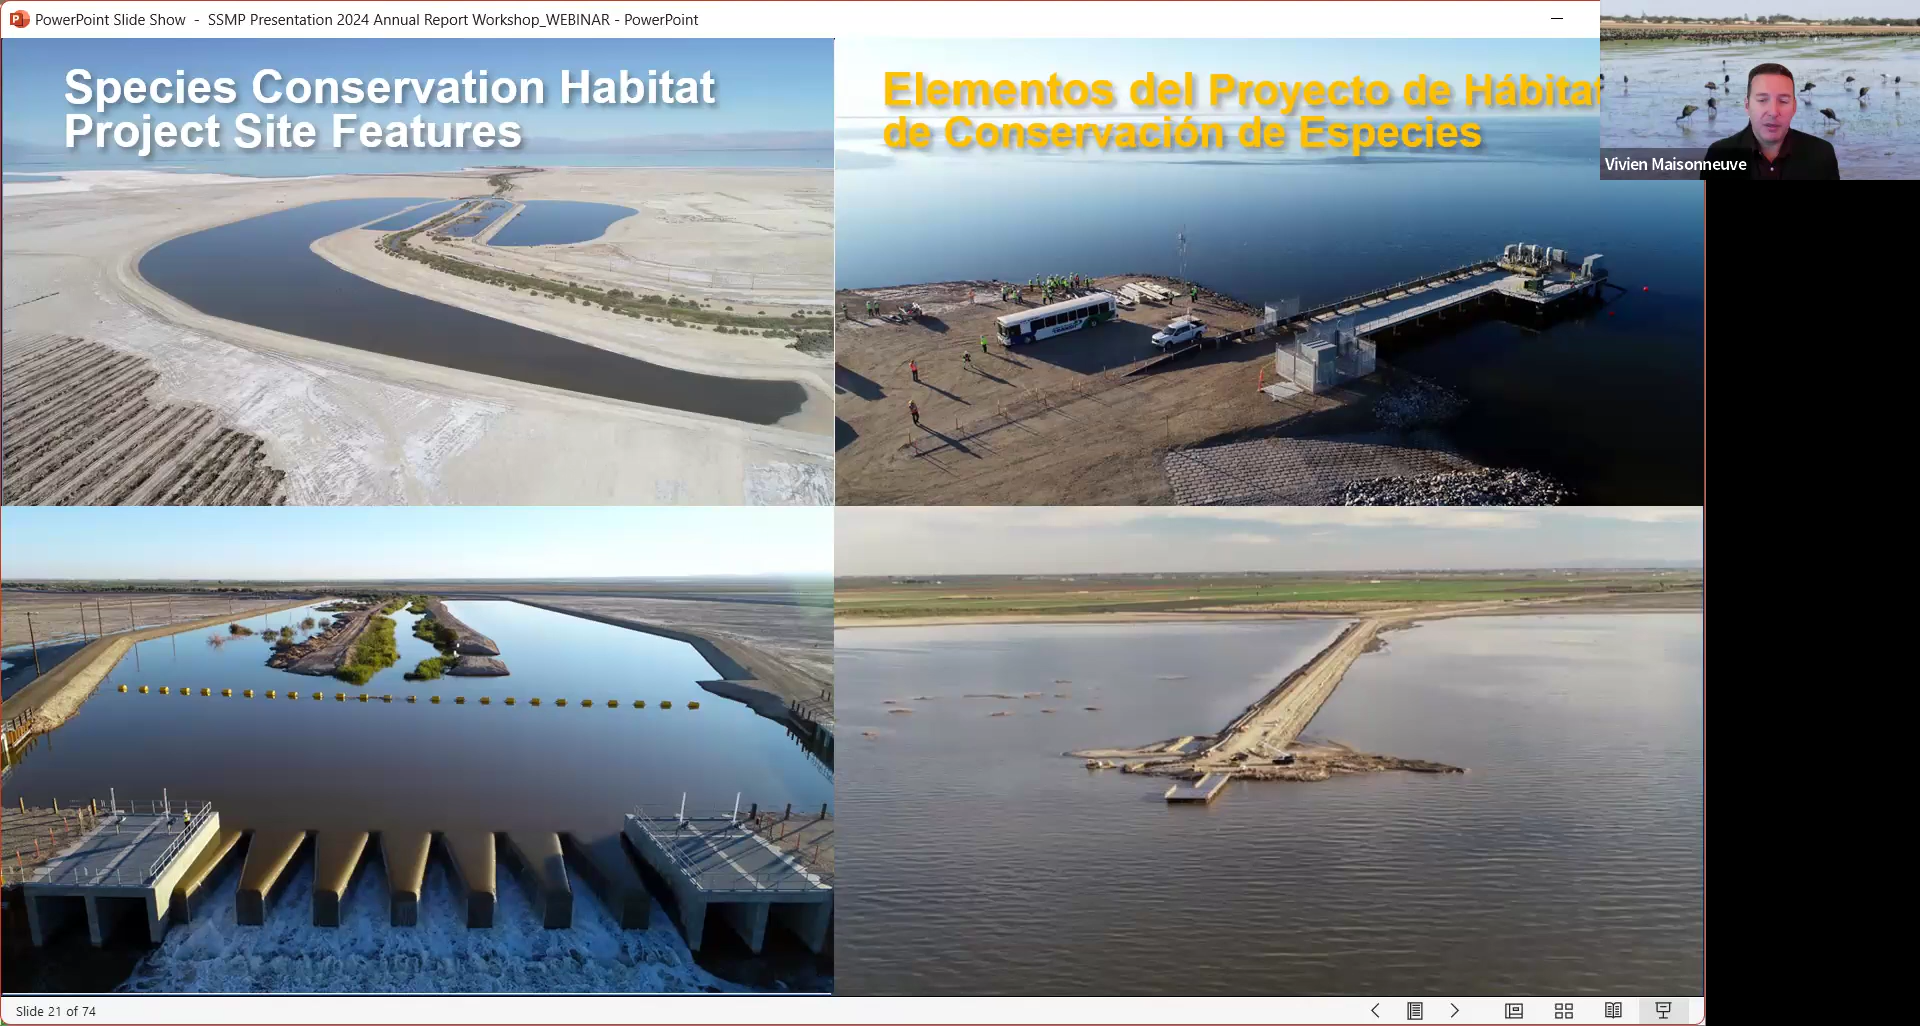 PowerPoint Slide Show - SSMP Presentation 2024 Annual Report Workshop_WEBINAR - PowerPoint
Species Conservation Habitat
Project Site Features
Elementos del Proyecto de Hábitat
de Conservación de Especies
Vivien Maisonneuve
Slide 21 of 74